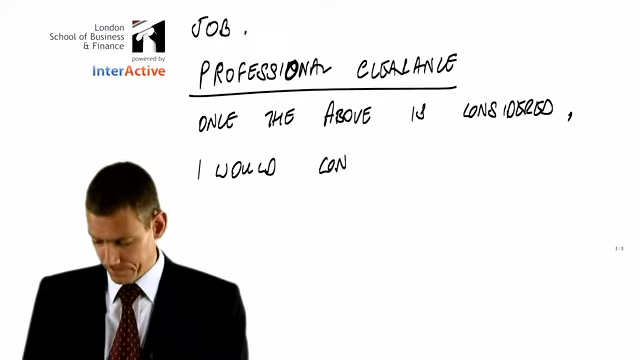 London
School of Business
& Finance
powered by
InterActive
JOB.
PROFESSIONAL CLEARANCE
ONCE THE ABOVE IS CONSIDERED,
I WOULD CON